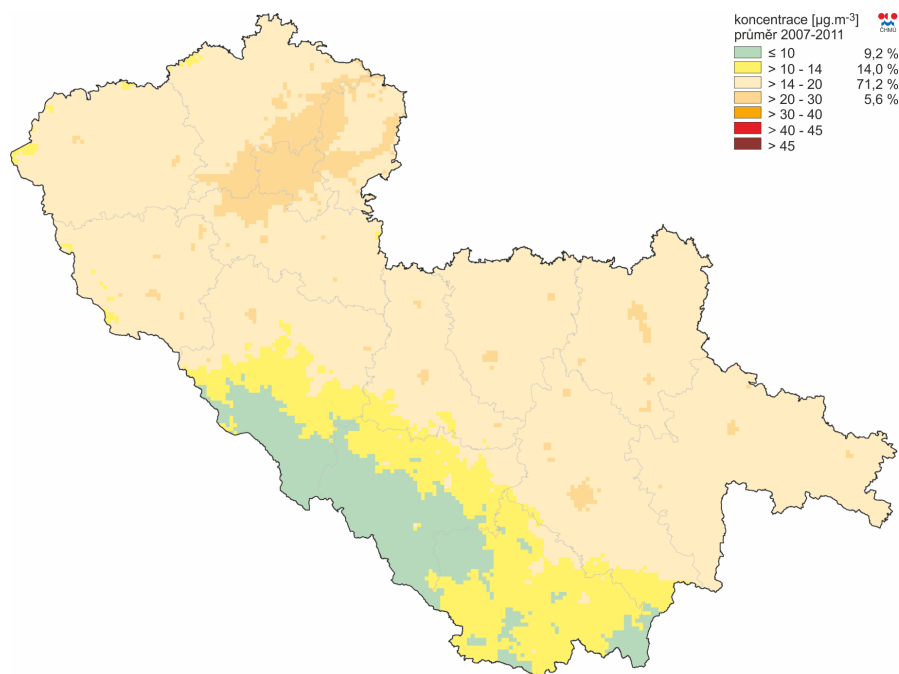 koncentrace [µg.m-³]
průměr 2007-2011
ČHMÚ
≤ 10 9,2 %
> 10 - 14 14,0 %
> 14 - 20 71,2 %
> 20 - 30 5,6 %
> 30 - 40
> 40 - 45
> 45